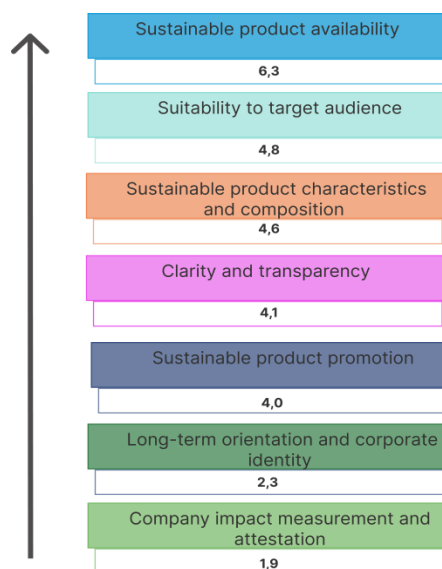 Sustainable product availability
6,3
Suitability to target audience
4,8
Sustainable product characteristics
and composition
4,6
Clarity and transparency
4,1
Sustainable product promotion
4,0
Long-term orientation and corporate
identity
2,3
Company impact measurement and
attestation
1,9